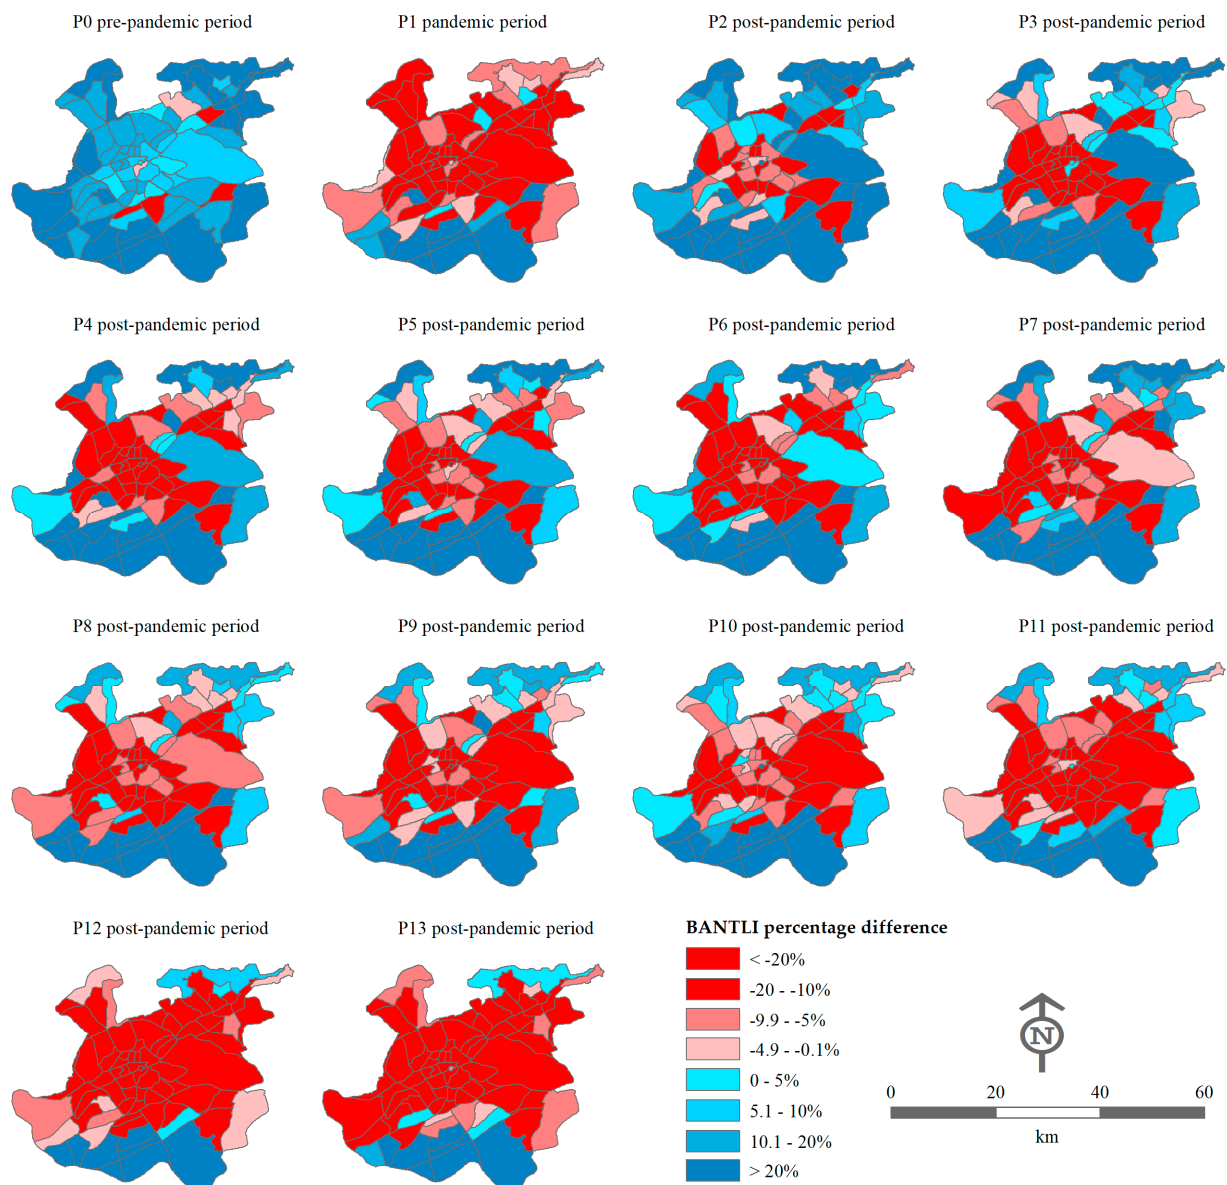 P0 pre-pandemic period
P1 pandemic period
P2 post-pandemic period
P3 post-pandemic period
P4 post-pandemic period
P5 post-pandemic period
P6 post-pandemic period
P7 post-pandemic period
P8 post-pandemic period
P9 post-pandemic period
P10 post-pandemic period
P11 post-pandemic period
P12 post-pandemic period
P13 post-pandemic period
BANTLI percentage difference
< -20%
-20 - -10%
-9.9 - -5%
-4.9 - -0.1%
0 - 5%
5.1 - 10%
10.1 - 20%
> 20%
N
0 20 40 60
km